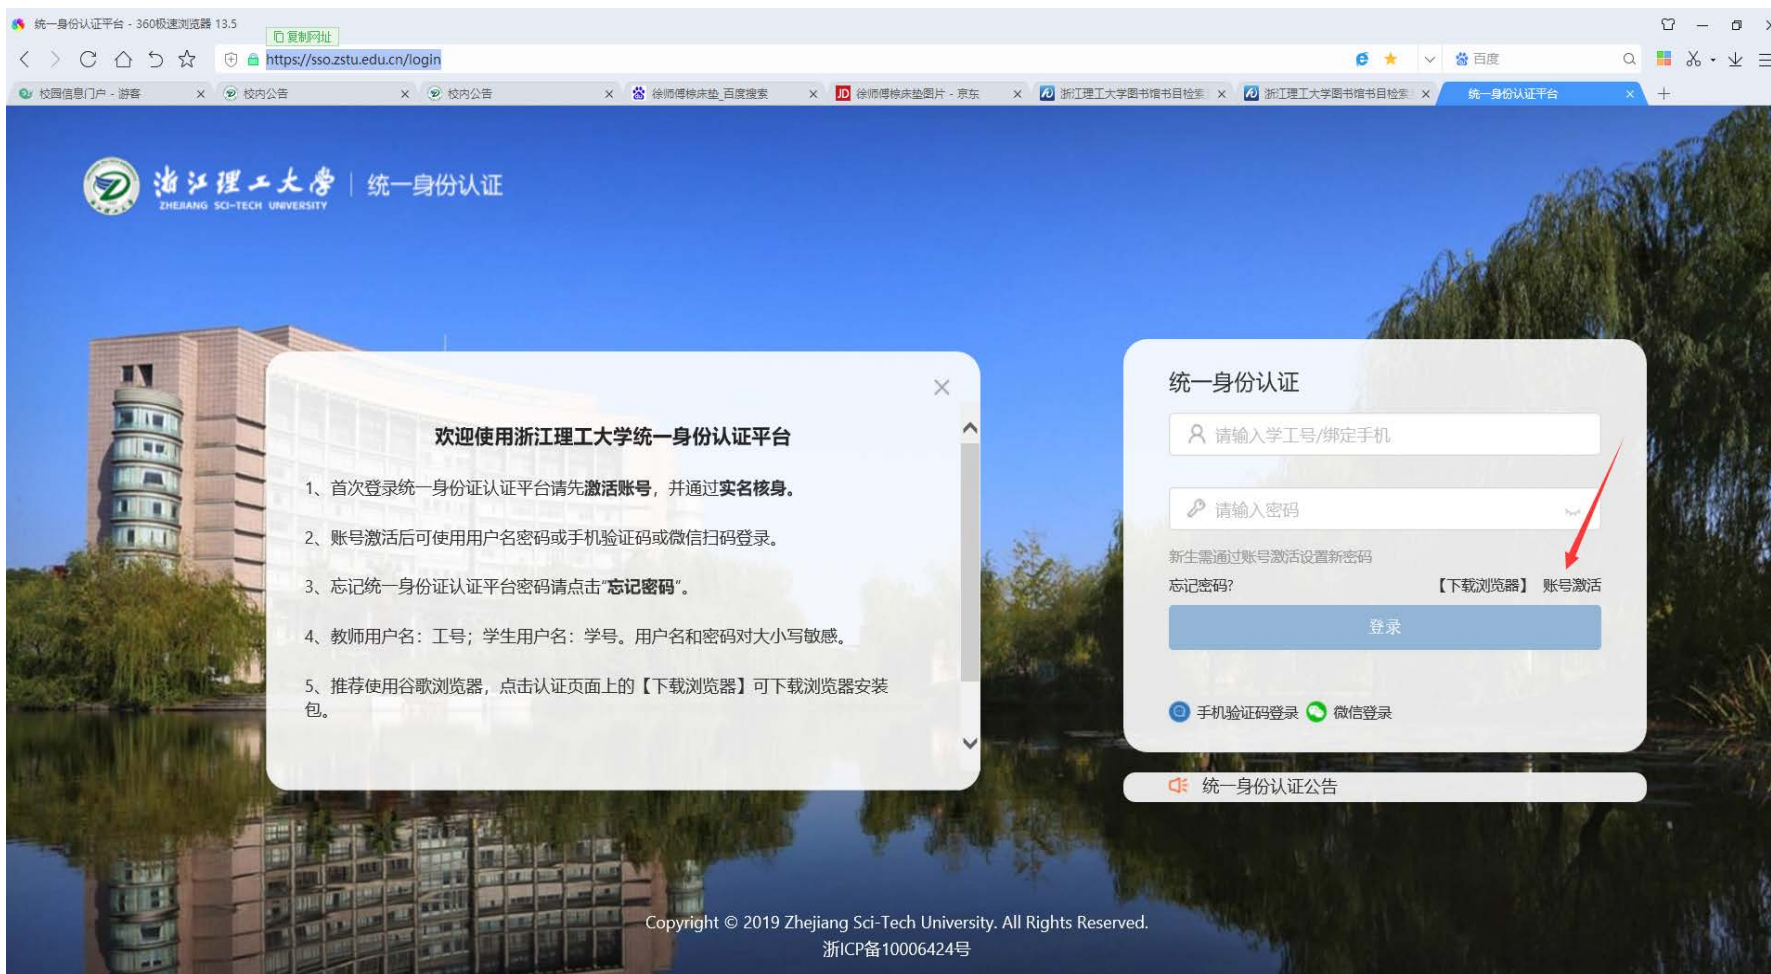 统一身份认证平台 - 360极速浏览器 13.5
复制网址
https://sso.zstu.edu.cn/login
百度
校园信息门户 - 游客
校内公告
校内公告
徐师傅棕床垫_百度搜索
徐师傅棕床垫图片 - 京东
浙江理工大学图书馆书目检索
浙江理工大学图书馆书目检索
统一身份认证平台
浙江理工大学
ZHEJIANG SCI-TECH UNIVERSITY
统一身份认证
欢迎使用浙江理工大学统一身份认证平台
1、首次登录统一身份证认证平台请先激活账号，并通过实名核身。
2、账号激活后可使用用户名密码或手机验证码或微信扫码登录。
3、忘记统一身份证认证平台密码请点击“忘记密码”。
4、教师用户名：工号；学生用户名：学号。用户名和密码对大小写敏感。
5、推荐使用谷歌浏览器，点击认证页面上的【下载浏览器】可下载浏览器安装
包。
统一身份认证
请输入学工号/绑定手机
请输入密码
新生需通过账号激活设置新密码
忘记密码?
【下载浏览器】 账号激活
登录
手机验证码登录 微信登录
统一身份认证公告
Copyright © 2019 Zhejiang Sci-Tech University. All Rights Reserved.
浙ICP备10006424号